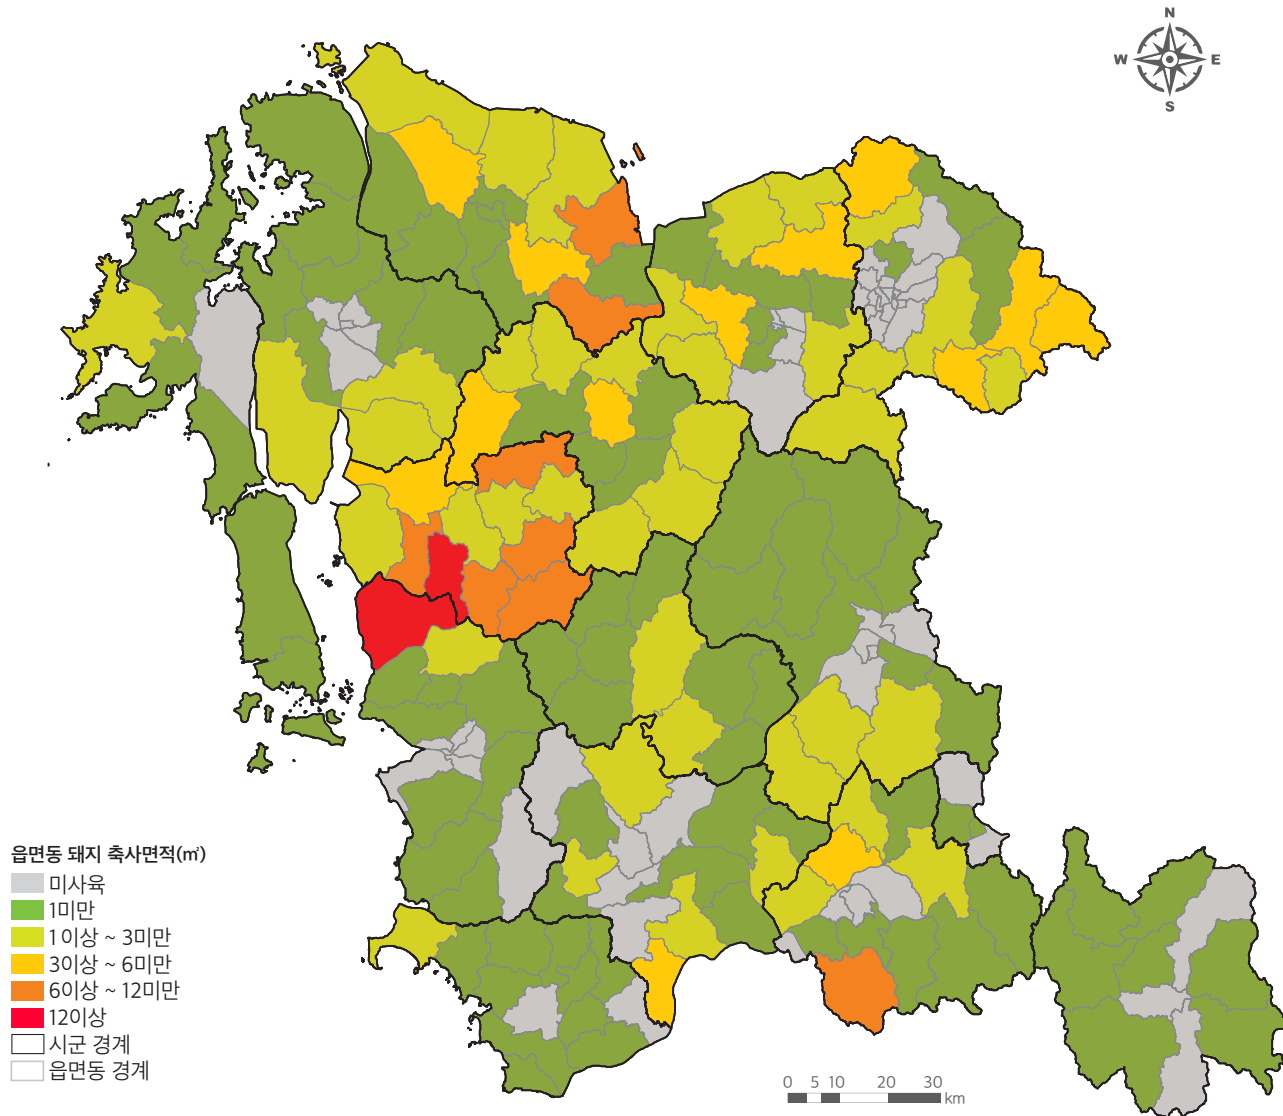 N
W E
S
읍면동 돼지 축사면적(㎡)
미사육
1미만
1 이상 ~ 3미만
3이상 ~ 6미만
6이상 ~ 12미만
12이상
시군 경계
읍면동 경계
0 5 10 20 30
km